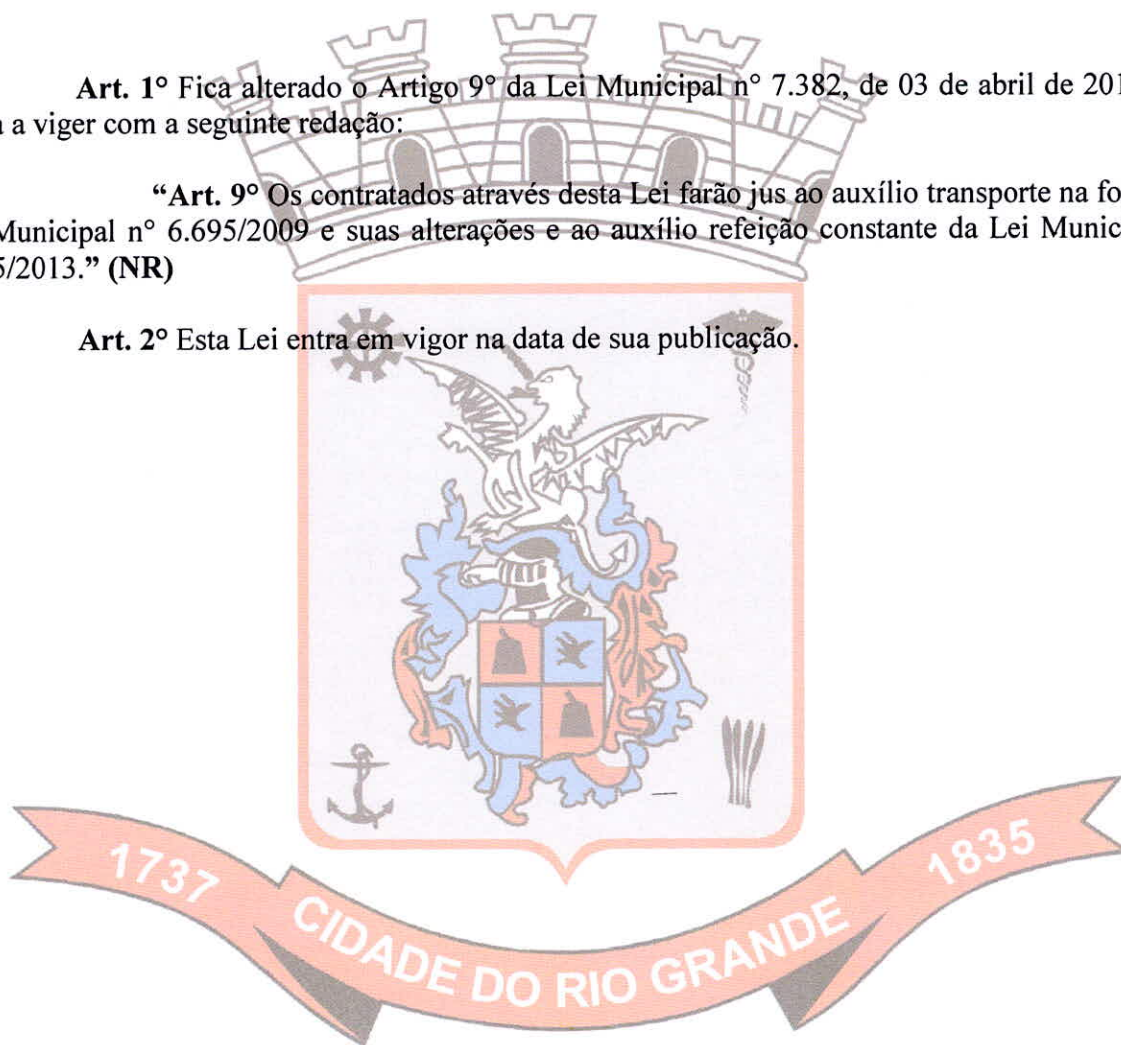 Art. 1° Fica alterado o Artigo 9° da Lei Municipal n° 7.382, de 03 de abril de 201
a viger com a seguinte redação:
“Art. 9° Os contratados através desta Lei farão jus ao auxílio transporte na fo
Municipal n° 6.695/2009 e suas alterações e ao auxílio refeição constante da Lei Munic
5/2013.” (NR)
Art. 2° Esta Lei entra em vigor na data de sua publicação.
1737 CIDADE DO RIO GRANDE 1835